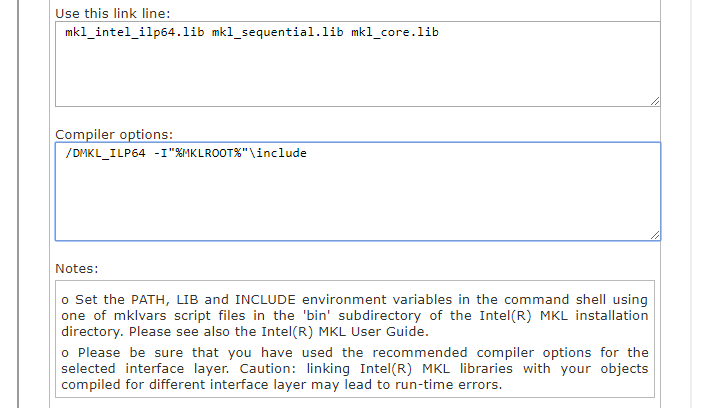 Use this link line:
mkl_intel_ilp64.lib mkl_sequential.lib mkl_core.lib
Compiler options:
/DMKL_ILP64 -I"%MKLROOT%"\include
Notes:
o Set the PATH, LIB and INCLUDE environment variables in the command shell using
one of mklvars script files in the 'bin' subdirectory of the Intel(R) MKL installation
directory. Please see also the Intel(R) MKL User Guide.
o Please be sure that you have used the recommended compiler options for the
selected interface layer. Caution: linking Intel(R) MKL libraries with your objects
compiled for different interface layer may lead to run-time errors.